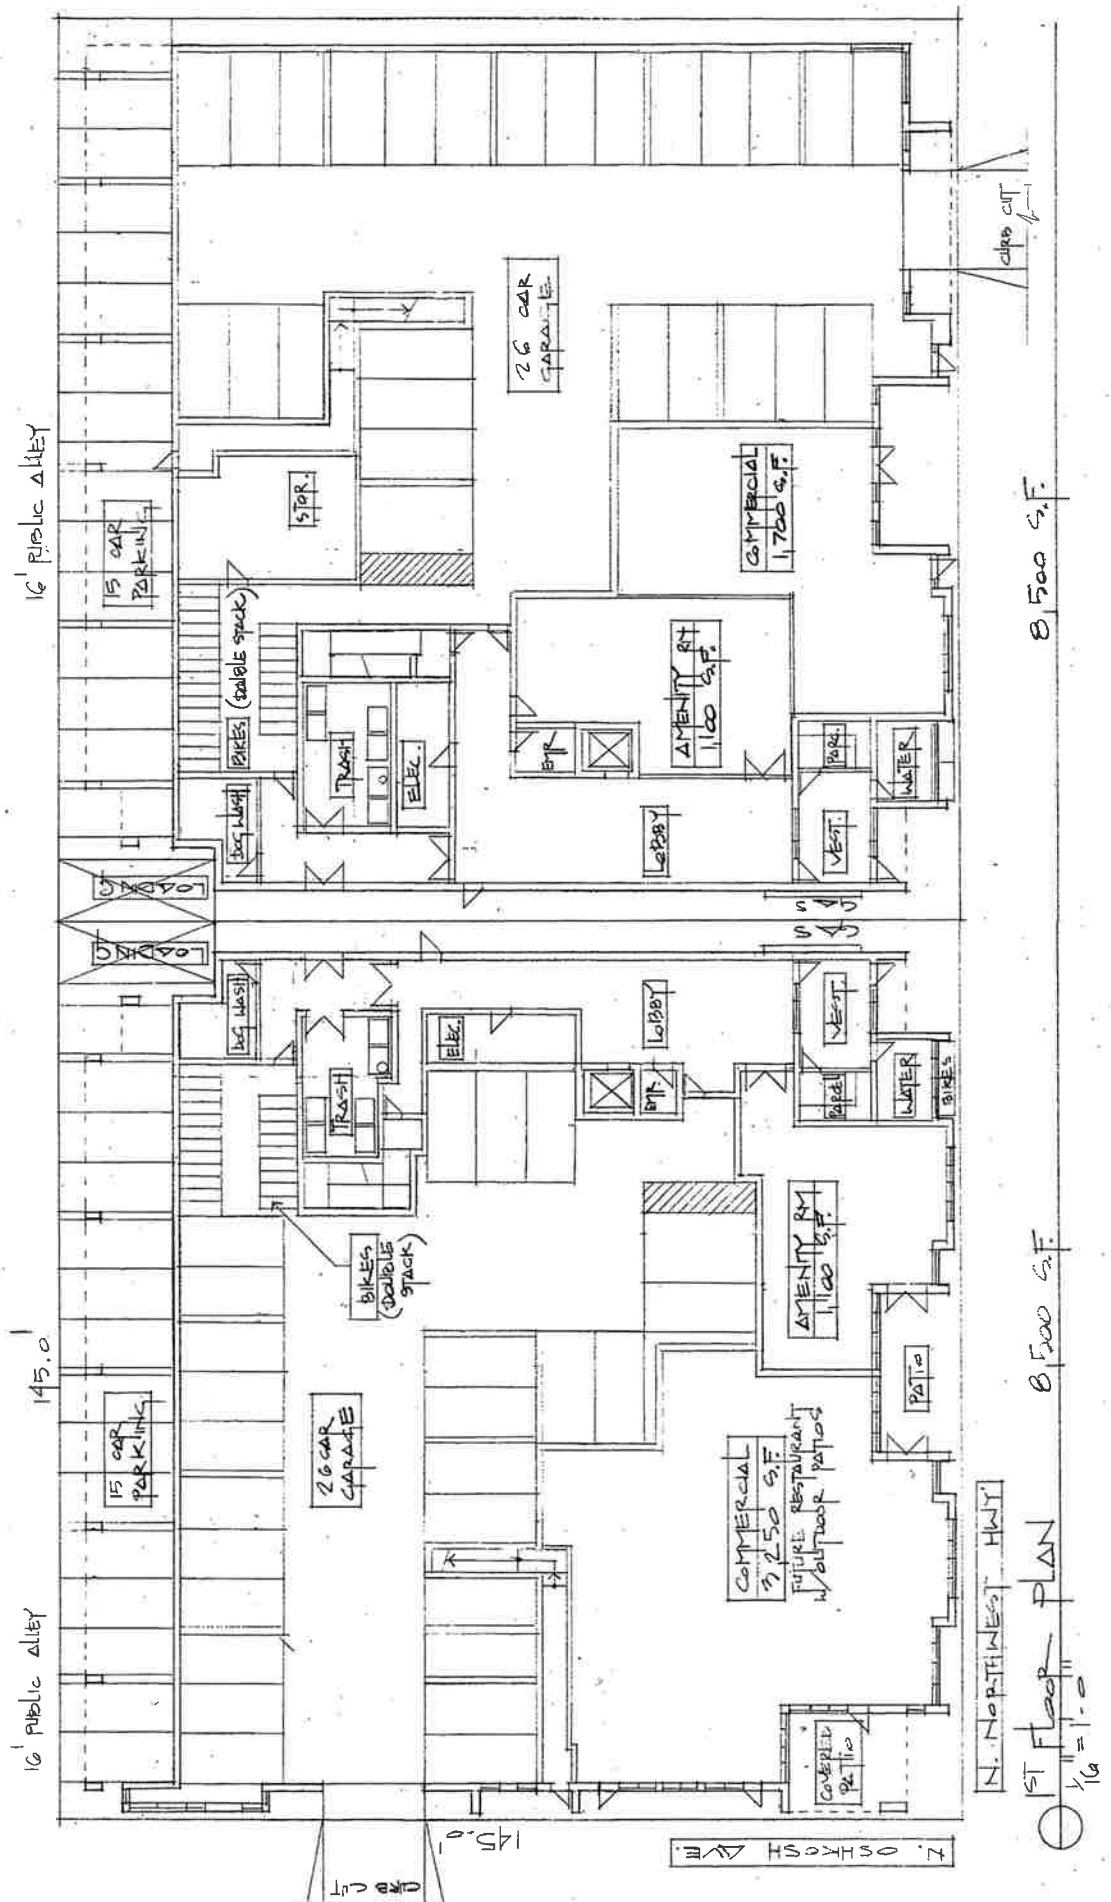 16' PUBLIC ALLEY
145.0'
16' PUBLIC ALLEY
15 CAR
PARKING
15 CAR
PARKING
LOADING
LOADING
DOG WASH
DOG WASH
BIKES (DOUBLE STACK)
BIKES
(DOUBLE
STACK)
STOR.
TRASH
TRASH
ELEC.
ELEC.
26 CAR
GARAGE
26 CAR
GARAGE
EMR.
EMR.
LOBBY
LOBBY
AMENITY RM
1,100 S.F.
AMENITY RM
1,100 S.F.
COMMERCIAL
1,700 S.F.
COMMERCIAL
3,250 S.F.
FUTURE RESTAURANT
W/OUTDOOR PATIOS
GAS
GAS
VEST.
VEST.
PARC.
PARCEL
WATER
WATER
BIKES
PATIO
COVERED
PATIO
CURB CUT
CURB CUT
145.0'
N. OSHKOSH AVE.
N. NORTHWEST HWY
1ST FLOOR PLAN
1/16" = 1'-0
8,500 S.F.
8,500 S.F.